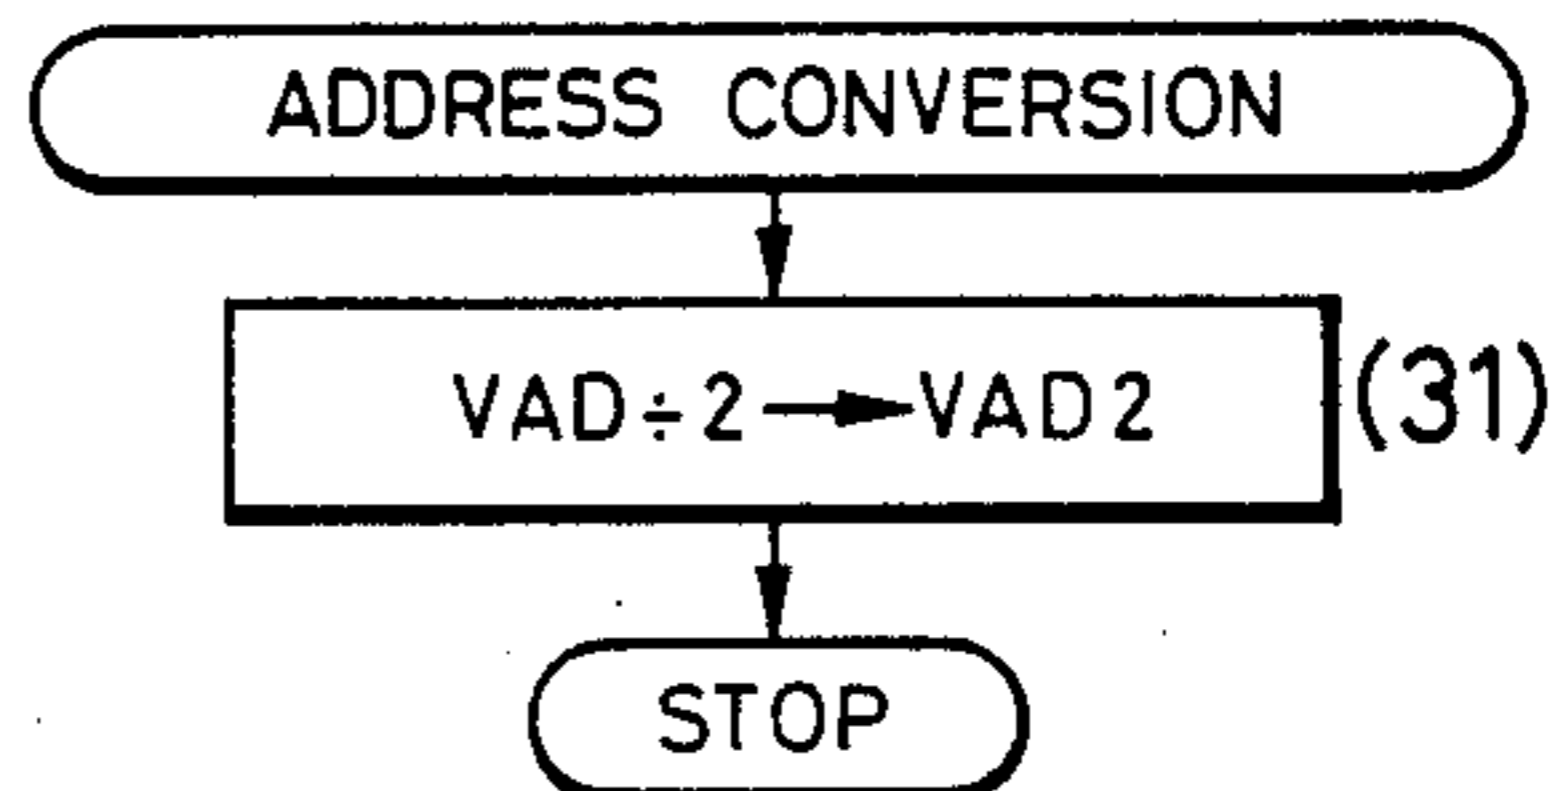 ADDRESS CONVERSION
VAD÷2→VAD2
(31)
STOP